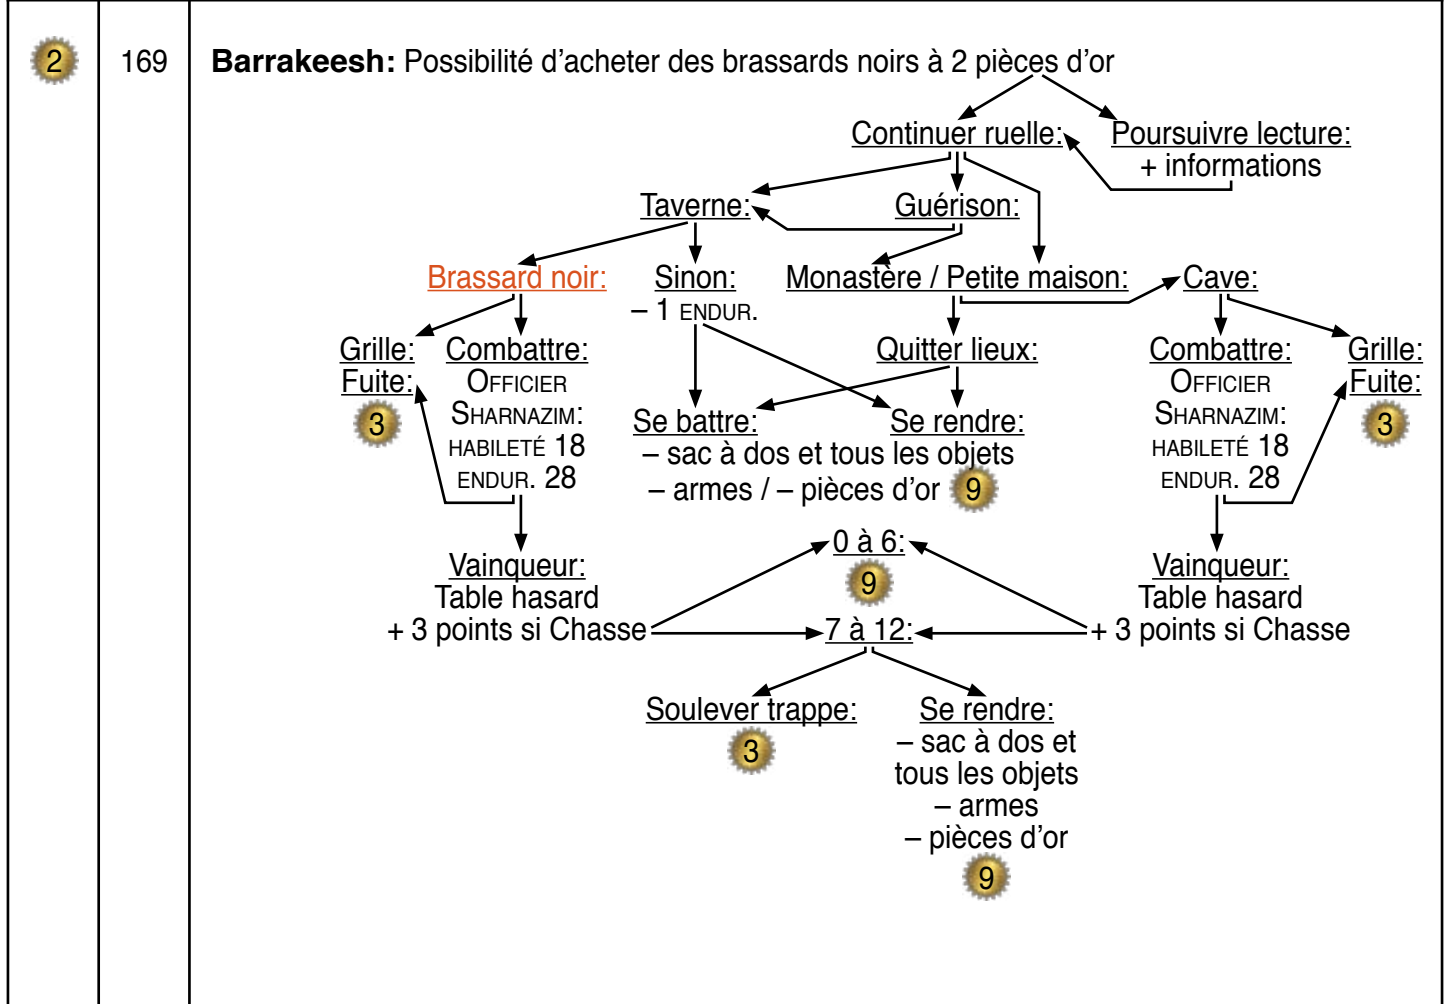 2 169 Barrakeesh: Possibilité d'acheter des brassards noirs à 2 pièces d'or
Continuer ruelle: Poursuivre lecture:
+ informations
Taverne: Guérison:
Brassard noir: Sinon: Monastère / Petite maison: Cave:
– 1 ENDUR.
Grille: Combattre: Quitter lieux: Combattre: Grille:
Fuite: OFFICIER OFFICIER Fuite:
3 SHARNAZIM: Se battre: Se rendre: SHARNAZIM: 3
HABILETÉ 18 – sac à dos et tous les objets HABILETÉ 18
ENDUR. 28 – armes / – pièces d'or 9 ENDUR. 28
0 à 6:
Vainqueur: 9 Vainqueur:
Table hasard Table hasard
+ 3 points si Chasse 7 à 12: + 3 points si Chasse
Soulever trappe: Se rendre:
3 – sac à dos et
tous les objets
– armes
– pièces d'or
9